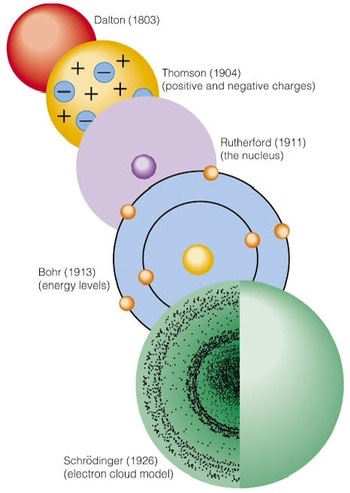 Dalton (1803)
Thomson (1904)
(positive and negative charges)
Rutherford (1911)
(the nucleus)
Bohr (1913)
(energy levels)
Schrödinger (1926)
(electron cloud model)